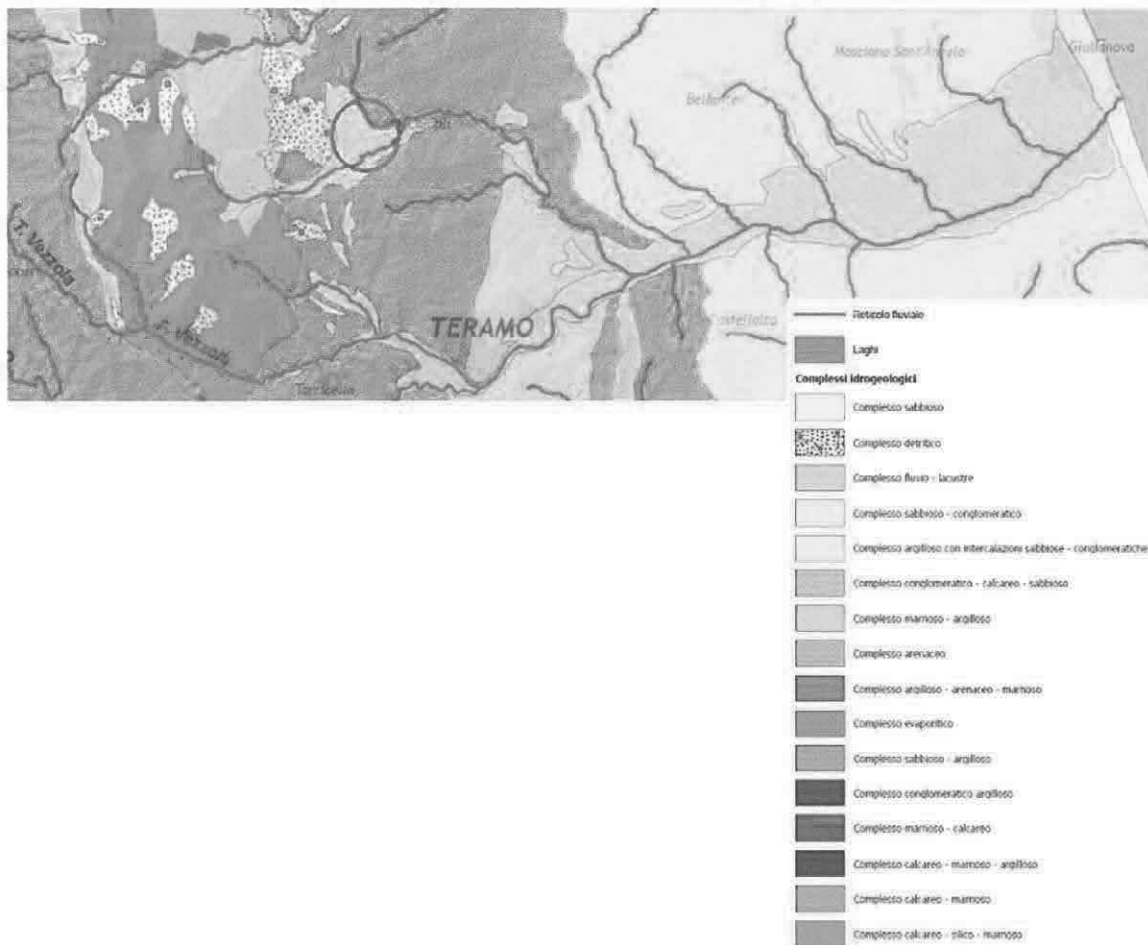 Mosciano Sant'Angelo
Giulianova
Bellante
T. Vezzola
T. Vezzola
TERAMO
Castellalto
Torricella
Reticolo fluviale
Laghi
Complessi idrogeologici
Complesso sabbioso
Complesso detritico
Complesso fluvio - lacustre
Complesso sabbioso - conglomeratico
Complesso argilloso con intercalazioni sabbiose - conglomeratiche
Complesso conglomeratico - calcareo - sabbioso
Complesso marnoso - argilloso
Complesso arenaceo
Complesso argilloso - arenaceo - marnoso
Complesso evaporitico
Complesso sabbioso - argilloso
Complesso conglomeratico argilloso
Complesso marnoso - calcareo
Complesso calcareo - marnoso - argilloso
Complesso calcareo - marnoso
Complesso calcareo - silico - marnoso